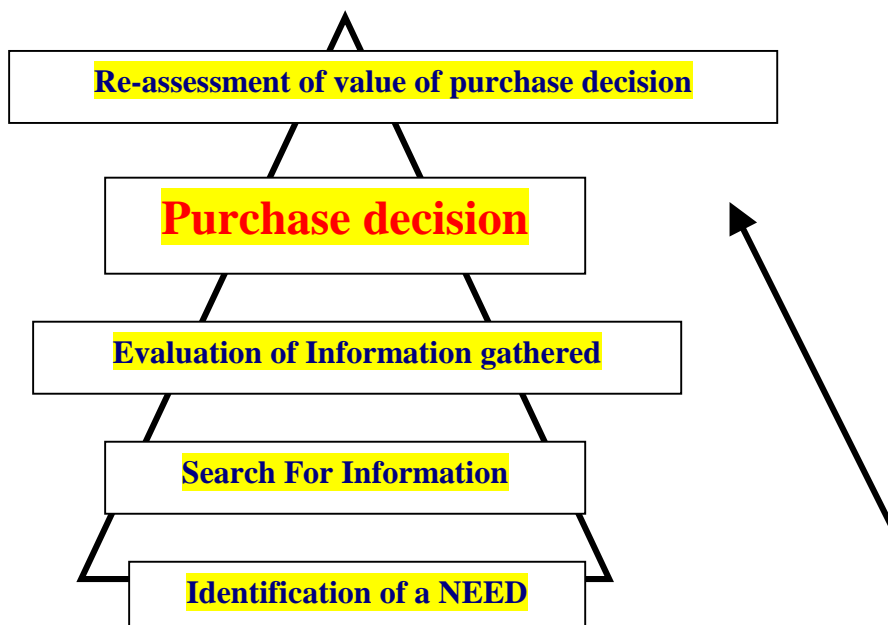 Re-assessment of value of purchase decision
Purchase decision
Evaluation of Information gathered
Search For Information
Identification of a NEED